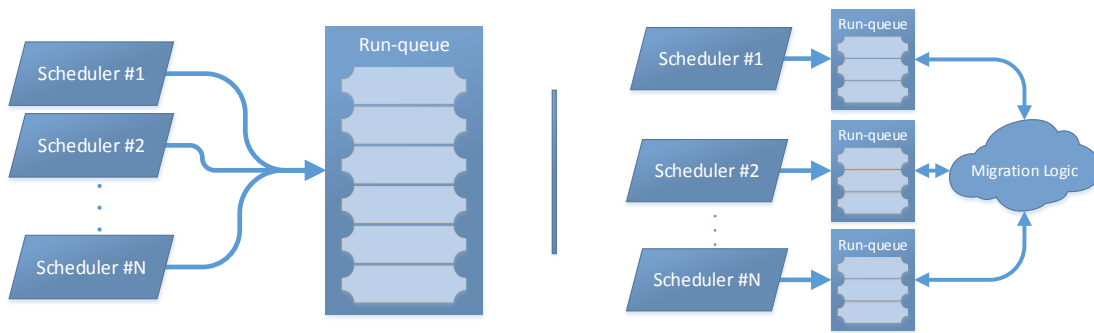 Run-queue
Scheduler #1
Scheduler #2
Scheduler #N
Run-queue
Scheduler #1
Run-queue
Scheduler #2
Migration Logic
Run-queue
Scheduler #N